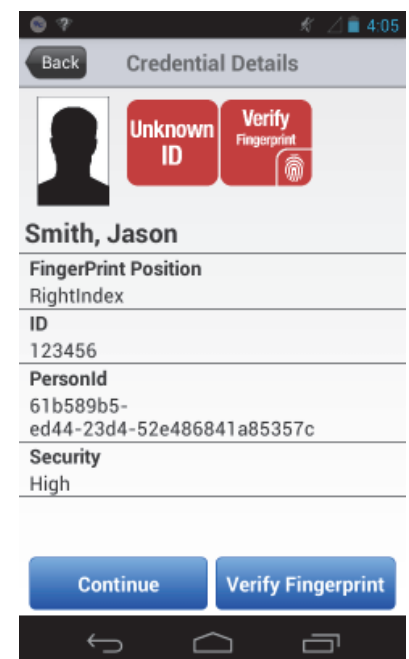 4:05
Back
Credential Details
Unknown
ID
Verify
Fingerprint
Smith, Jason
FingerPrint Position
RightIndex
ID
123456
PersonId
61b589b5-
ed44-23d4-52e486841a85357c
Security
High
Continue
Verify Fingerprint